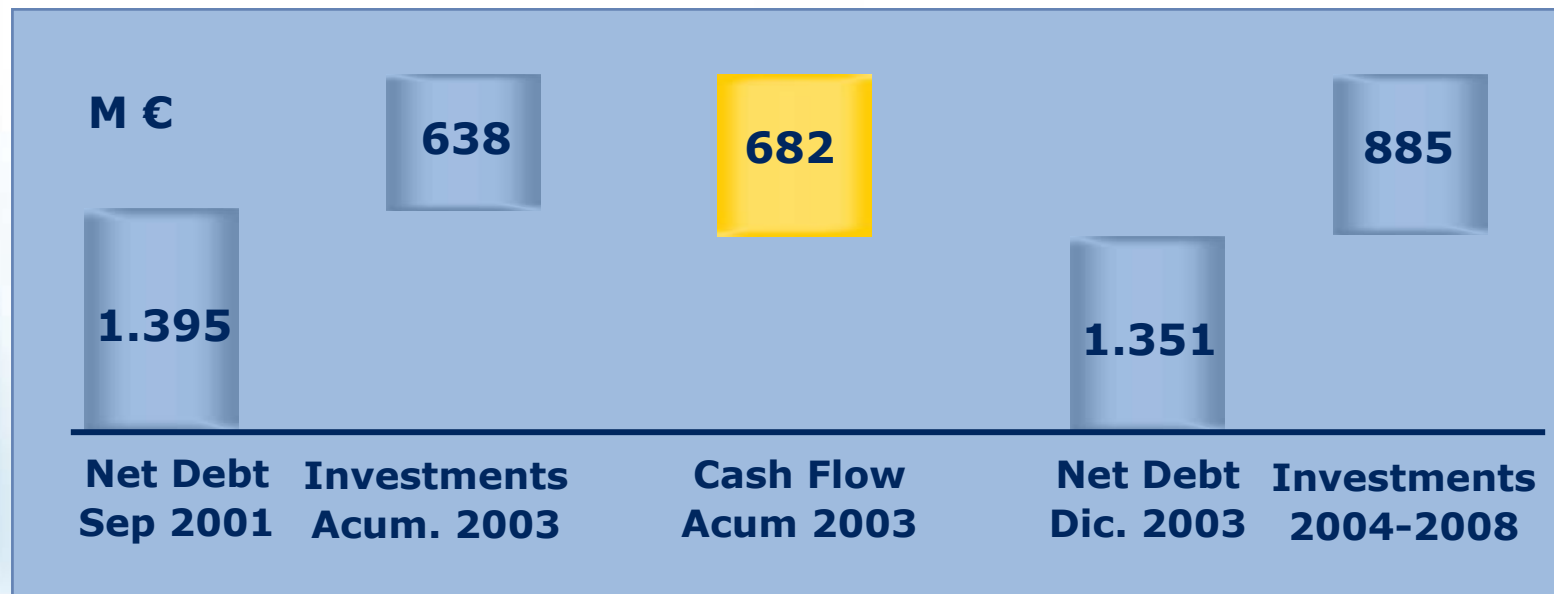 M €
638
682
885
1.395
1.351
Net Debt
Sep 2001
Investments
Acum. 2003
Cash Flow
Acum 2003
Net Debt
Dic. 2003
Investments
2004-2008